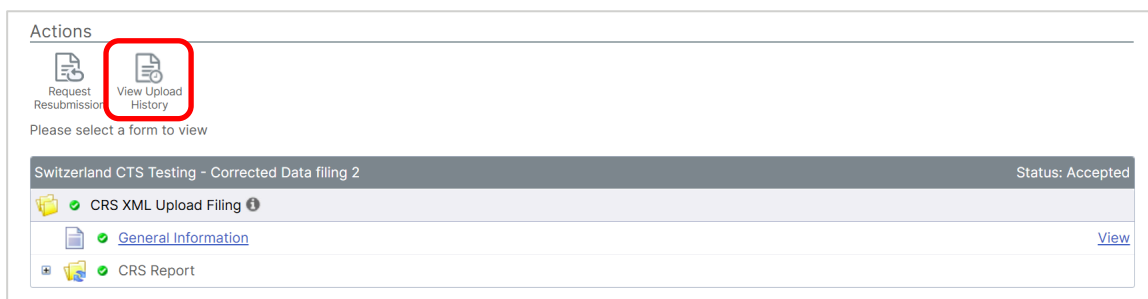 Actions
Request Resubmission
View Upload History
Please select a form to view
Switzerland CTS Testing - Corrected Data filing 2 Status: Accepted
CRS XML Upload Filing
General Information View
CRS Report